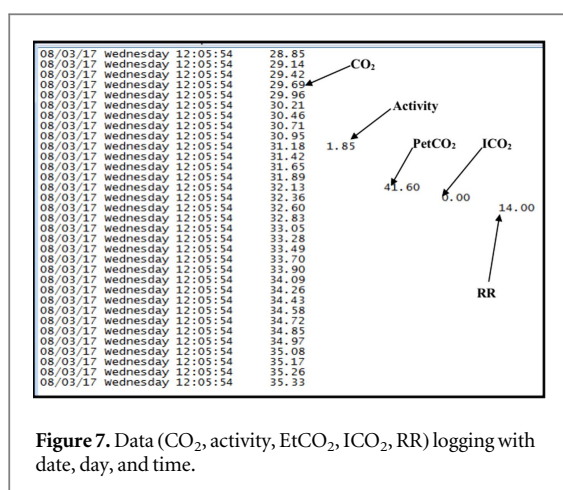 08/03/17 Wednesday 12:05:54 28.85
08/03/17 Wednesday 12:05:54 29.14
08/03/17 Wednesday 12:05:54 29.42
08/03/17 Wednesday 12:05:54 29.69
08/03/17 Wednesday 12:05:54 29.96
08/03/17 Wednesday 12:05:54 30.21
08/03/17 Wednesday 12:05:54 30.46
08/03/17 Wednesday 12:05:54 30.71
08/03/17 Wednesday 12:05:54 30.95
08/03/17 Wednesday 12:05:54 31.18 1.85
08/03/17 Wednesday 12:05:54 31.42
08/03/17 Wednesday 12:05:54 31.65
08/03/17 Wednesday 12:05:54 31.89
08/03/17 Wednesday 12:05:54 32.13 41.60
08/03/17 Wednesday 12:05:54 32.36 0.00
08/03/17 Wednesday 12:05:54 32.60 14.00
08/03/17 Wednesday 12:05:54 32.83
08/03/17 Wednesday 12:05:54 33.05
08/03/17 Wednesday 12:05:54 33.28
08/03/17 Wednesday 12:05:54 33.49
08/03/17 Wednesday 12:05:54 33.70
08/03/17 Wednesday 12:05:54 33.90
08/03/17 Wednesday 12:05:54 34.09
08/03/17 Wednesday 12:05:54 34.26
08/03/17 Wednesday 12:05:54 34.43
08/03/17 Wednesday 12:05:54 34.58
08/03/17 Wednesday 12:05:54 34.72
08/03/17 Wednesday 12:05:54 34.85
08/03/17 Wednesday 12:05:54 34.97
08/03/17 Wednesday 12:05:54 35.08
08/03/17 Wednesday 12:05:54 35.17
08/03/17 Wednesday 12:05:54 35.26
08/03/17 Wednesday 12:05:54 35.33
CO₂
Activity
PetCO₂ ICO₂
RR
Figure 7. Data (CO₂, activity, EtCO₂, ICO₂, RR) logging with
date, day, and time.